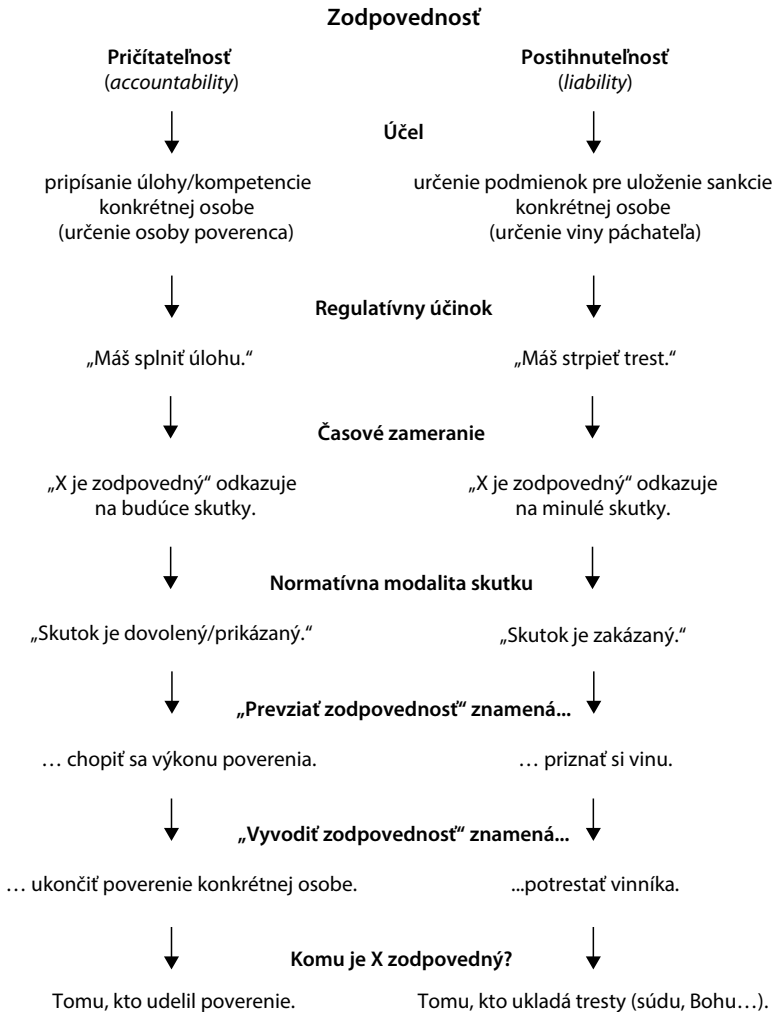 Zodpovednosť
Pričítateľnosť
(accountability)
Postihnuteľnosť
(liability)
Účel
pripísanie úlohy/kompetencie
konkrétnej osobe
(určenie osoby poverenca)
určenie podmienok pre uloženie sankcie
konkrétnej osobe
(určenie viny páchateľa)
Regulatívny účinok
„Máš splniť úlohu.“
„Máš strpieť trest.“
Časové zameranie
„X je zodpovedný“ odkazuje
na budúce skutky.
„X je zodpovedný“ odkazuje
na minulé skutky.
Normatívna modalita skutku
„Skutok je dovolený/prikázaný.“
„Skutok je zakázaný.“
„Prevziať zodpovednosť“ znamená...
… chopiť sa výkonu poverenia.
… priznať si vinu.
„Vyvodiť zodpovednosť“ znamená...
… ukončiť poverenie konkrétnej osobe.
...potrestať vinníka.
Komu je X zodpovedný?
Tomu, kto udelil poverenie.
Tomu, kto ukladá tresty (súdu, Bohu…).